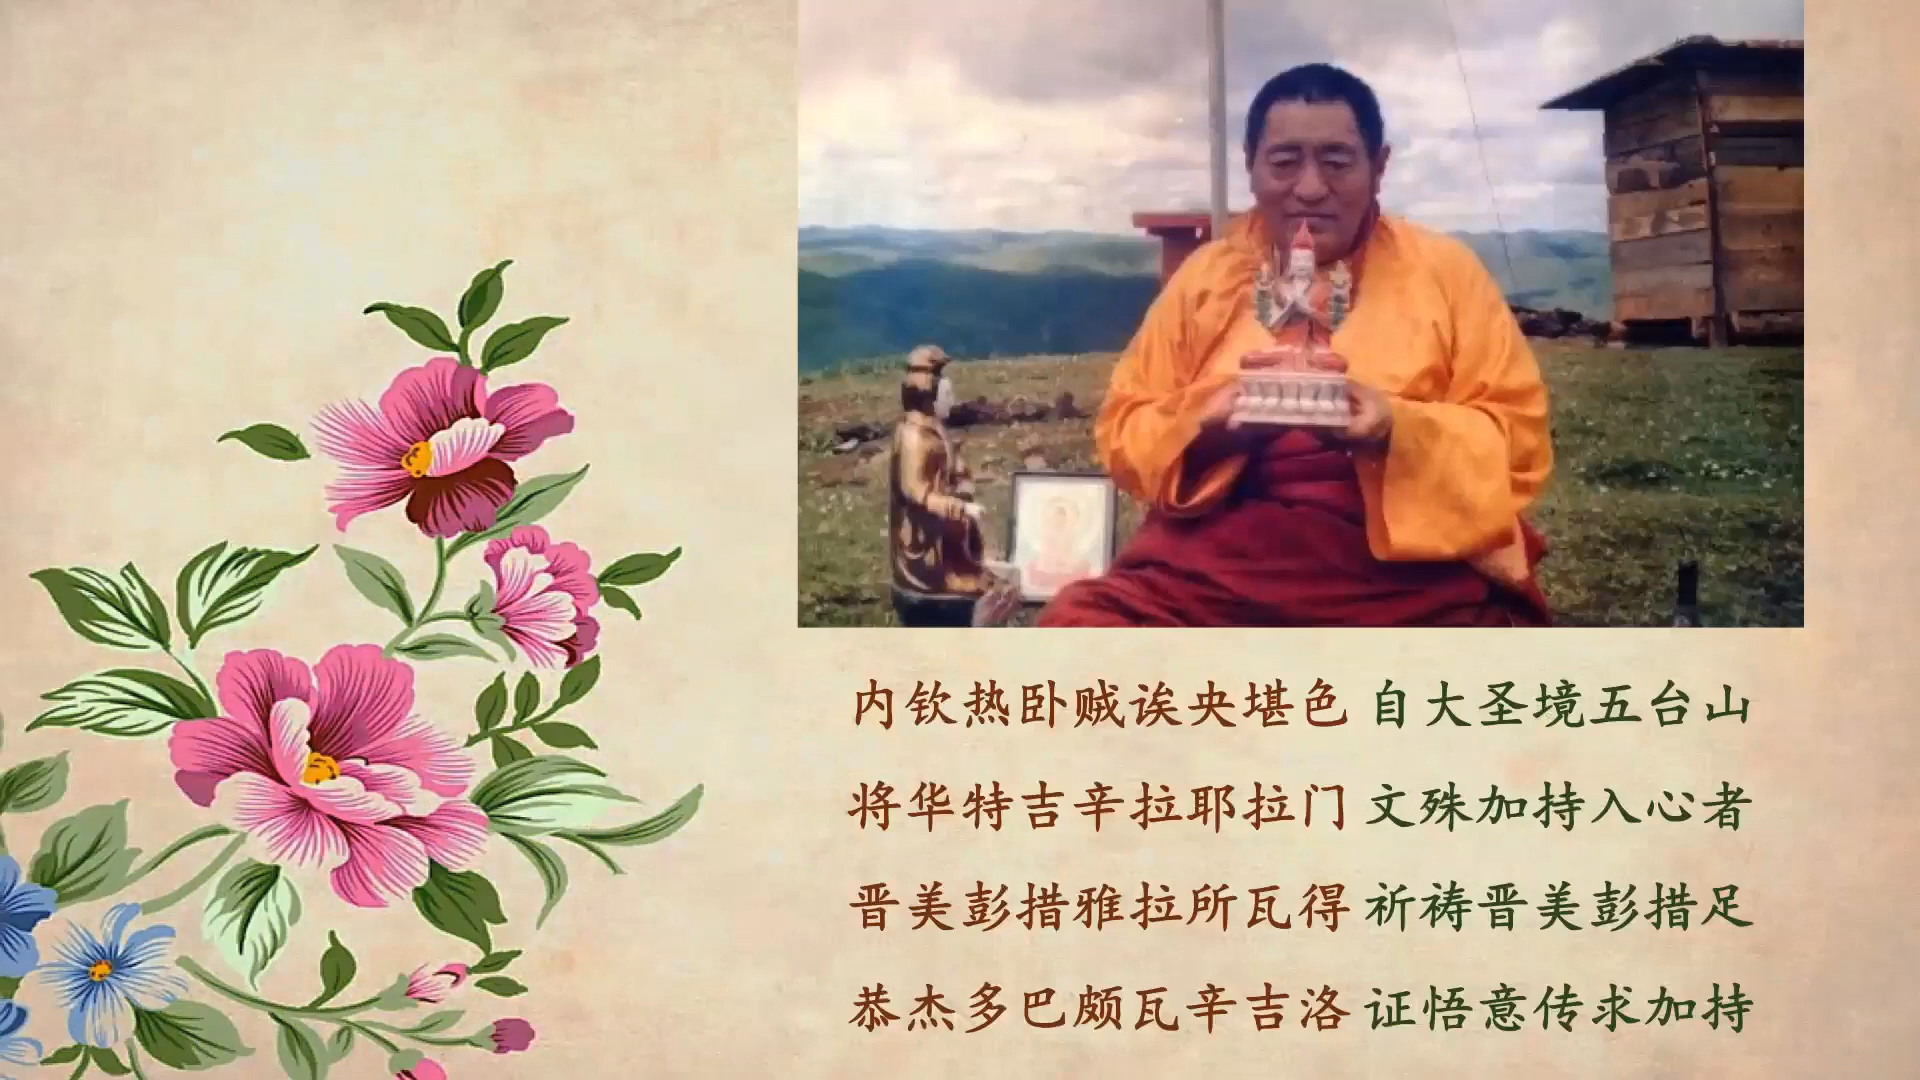 内钦热卧贼诶央堪色 自大圣境五台山
将华特吉辛拉耶拉门 文殊加持入心者
晋美彭措雅拉所瓦得 祈祷晋美彭措足
恭杰多巴颇瓦辛吉洛 证悟意传求加持